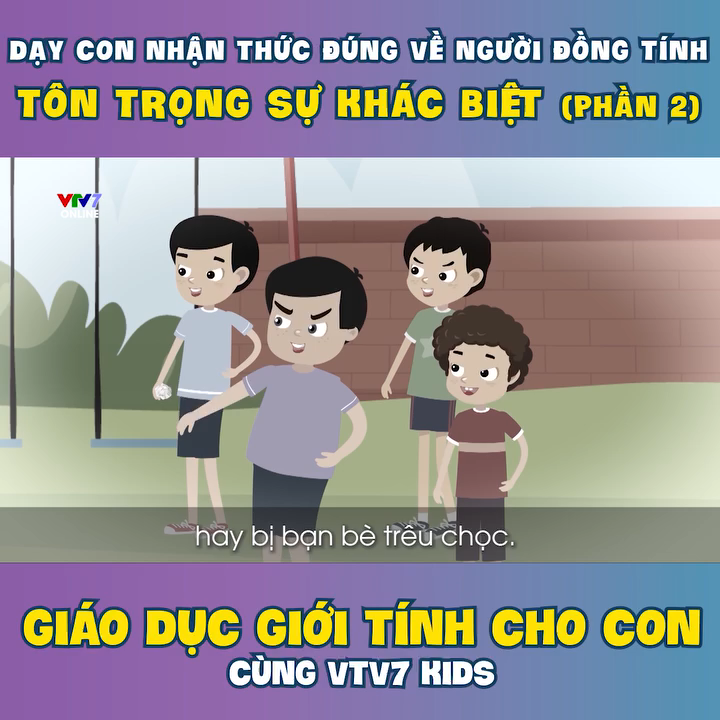 DẠY CON NHẬN THỨC ĐÚNG VỀ NGƯỜI ĐỒNG TÍNH
TÔN TRỌNG SỰ KHÁC BIỆT (PHẦN 2)
VTV7
ONLINE
hay bị bạn bè trêu chọc.
GIÁO DỤC GIỚI TÍNH CHO CON
CÙNG VTV7 KIDS